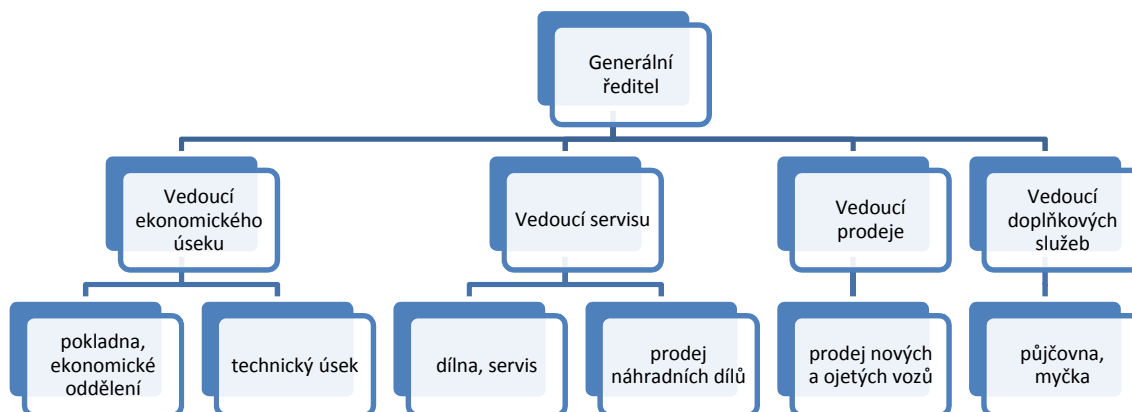 Generální
ředitel
Vedoucí
ekonomického
úseku
Vedoucí servisu
Vedoucí
prodeje
Vedoucí
doplňkových
služeb
pokladna,
ekonomické
oddělení
technický úsek
dílna, servis
prodej
náhradních dílů
prodej nových
a ojetých vozů
půjčovna,
myčka